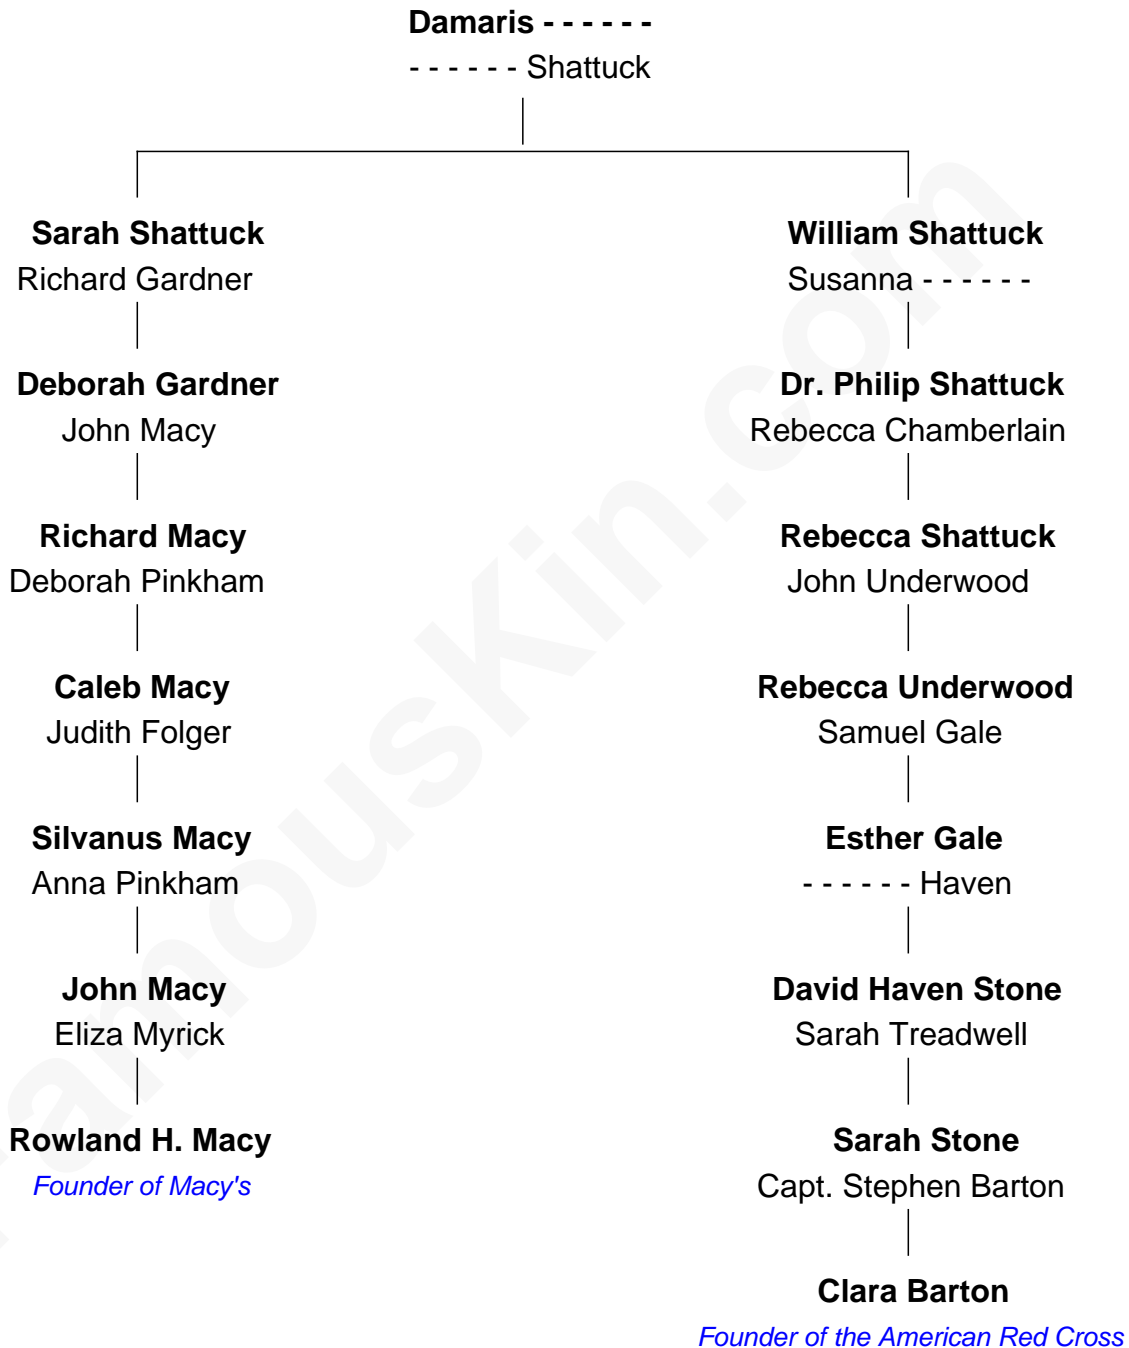 Damaris - - - - - -
- - - - - - Shattuck
Sarah Shattuck
Richard Gardner
William Shattuck
Susanna - - - - - -
Deborah Gardner
John Macy
Dr. Philip Shattuck
Rebecca Chamberlain
Richard Macy
Deborah Pinkham
Rebecca Shattuck
John Underwood
Caleb Macy
Judith Folger
Rebecca Underwood
Samuel Gale
Silvanus Macy
Anna Pinkham
Esther Gale
- - - - - - Haven
John Macy
Eliza Myrick
David Haven Stone
Sarah Treadwell
Rowland H. Macy
Founder of Macy's
Sarah Stone
Capt. Stephen Barton
Clara Barton
Founder of the American Red Cross
FamousKin.com